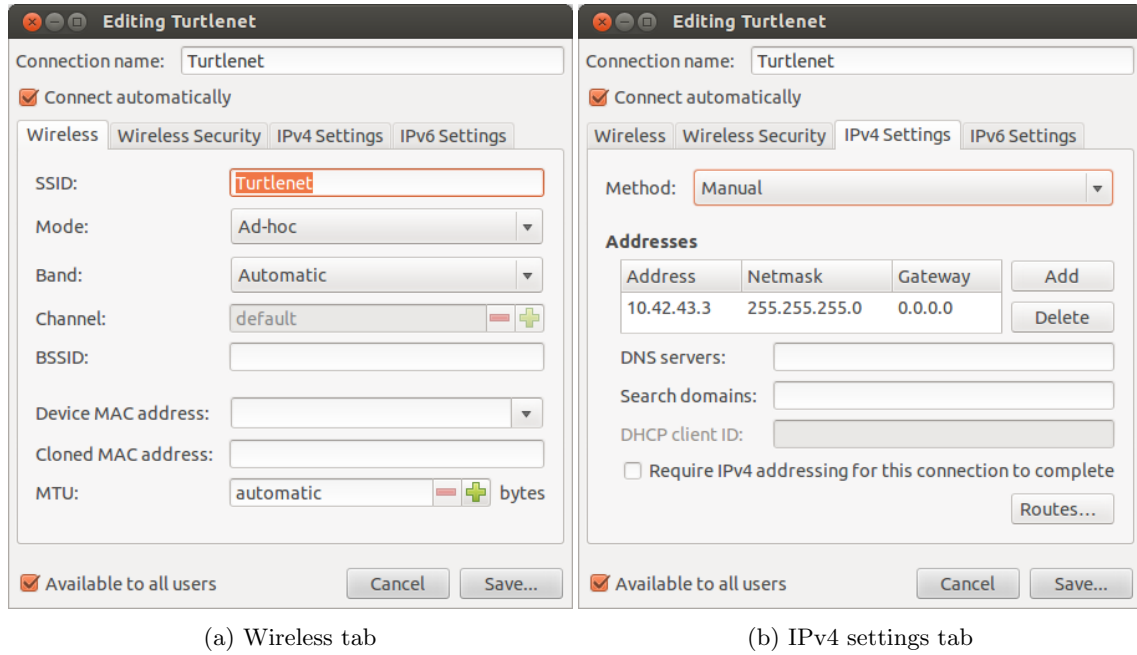 Editing Turtlenet
Connection name: Turtlenet
Connect automatically
Wireless Wireless Security IPv4 Settings IPv6 Settings
SSID: Turtlenet
Mode: Ad-hoc
Band: Automatic
Channel: default
BSSID:
Device MAC address:
Cloned MAC address:
MTU: automatic bytes
Available to all users Cancel Save...
(a) Wireless tab
Editing Turtlenet
Connection name: Turtlenet
Connect automatically
Wireless Wireless Security IPv4 Settings IPv6 Settings
Method: Manual
Addresses
Address Netmask Gateway Add
10.42.43.3 255.255.255.0 0.0.0.0 Delete
DNS servers:
Search domains:
DHCP client ID:
Require IPv4 addressing for this connection to complete
Routes...
Available to all users Cancel Save...
(b) IPv4 settings tab